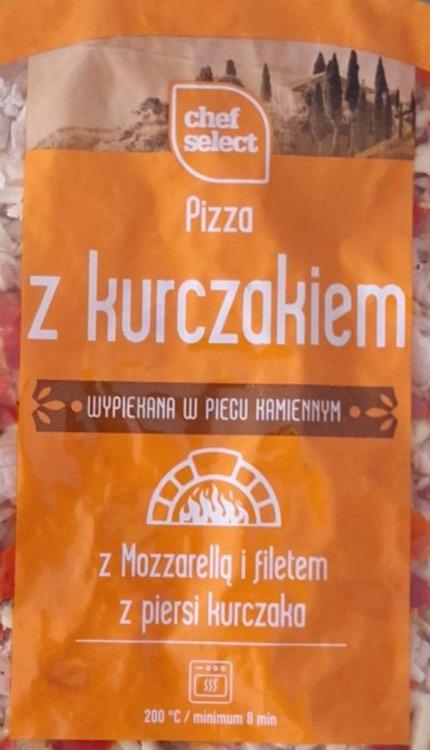 chef
select
Pizza
z kurczakiem
WYPIEKANA W PIECU KAMIENNYM
z Mozzarellą i filetem
z piersi kurczaka
200 °C / minimum 8 min